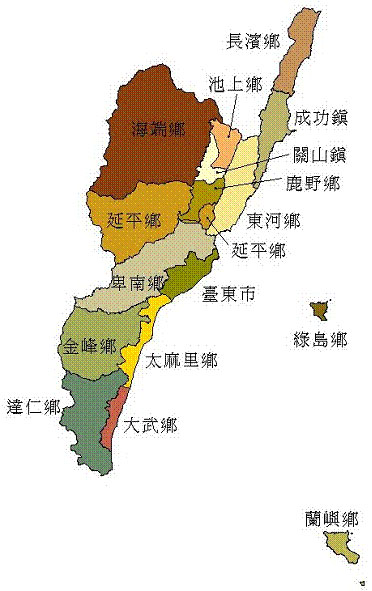 長濱鄉
池上鄉
成功鎮
海端鄉
關山鎮
鹿野鄉
延平鄉
東河鄉
延平鄉
卑南鄉
臺東市
綠島鄉
金峰鄉
太麻里鄉
達仁鄉
大武鄉
蘭嶼鄉